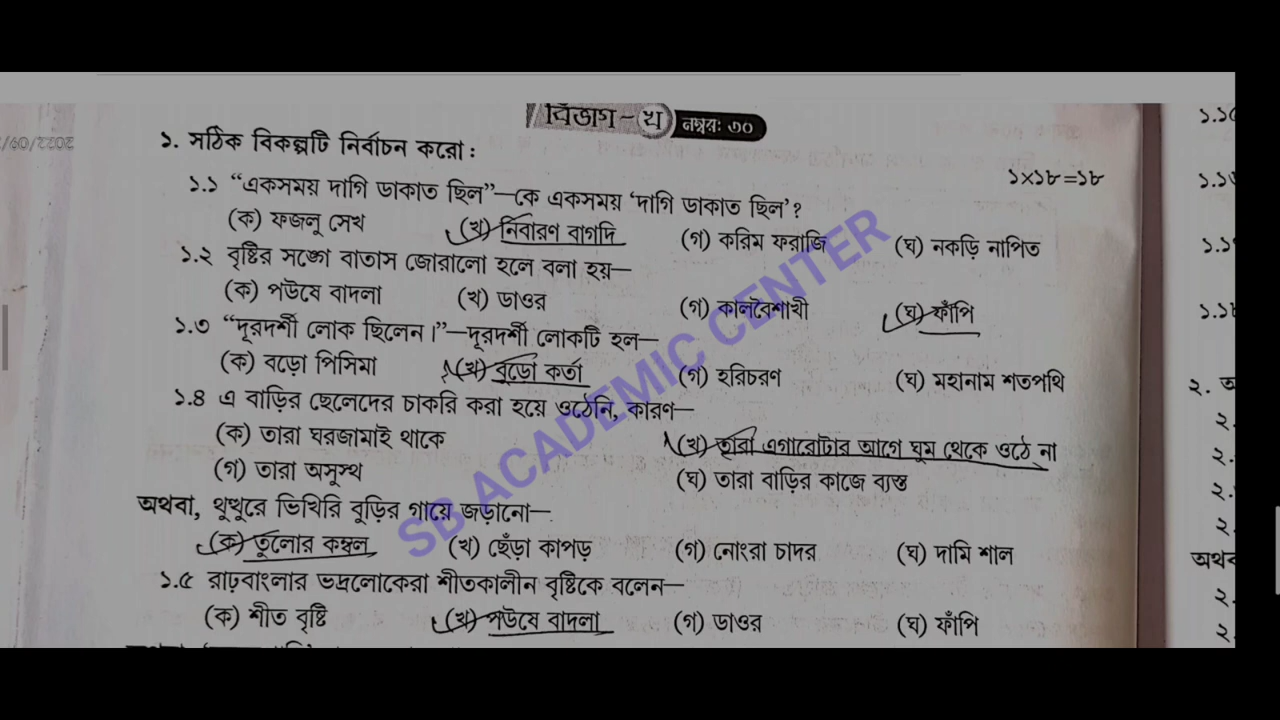 বিভাগ - খ নম্বর: ৩০
১. সঠিক বিকল্পটি নির্বাচন করো :
১×১৮=১৮
১.১ “একসময় দাগি ডাকাত ছিল”—কে একসময় ‘দাগি ডাকাত ছিল’?
(ক) ফজলু সেখ (খ) নিবারণ বাগদি (গ) করিম ফরাজি (ঘ) নকড়ি নাপিত
১.২ বৃষ্টির সঙ্গে বাতাস জোরালো হলে বলা হয়—
(ক) পউষে বাদলা (খ) ডাওর (গ) কালবৈশাখী (ঘ) ফাঁপি
১.৩ “দূরদর্শী লোক ছিলেন।”—দূরদর্শী লোকটি হল—
(ক) বড়ো পিসিমা (খ) বুড়ো কর্তা (গ) হরিচরণ (ঘ) মহানাম শতপথি
১.৪ এ বাড়ির ছেলেদের চাকরি করা হয়ে ওঠেনি, কারণ—
(ক) তারা ঘরজামাই থাকে (খ) তারা এগারোটার আগে ঘুম থেকে ওঠে না
(গ) তারা অসুস্থ (ঘ) তারা বাড়ির কাজে ব্যস্ত
অথবা, থুথুরে ভিখিরি বুড়ির গায়ে জড়ানো—
(ক) তুলোর কম্বল (খ) ছেঁড়া কাপড় (গ) নোংরা চাদর (ঘ) দামি শাল
১.৫ রাঢ়বাংলার ভদ্রলোকেরা শীতকালীন বৃষ্টিকে বলেন—
(ক) শীত বৃষ্টি (খ) পউষে বাদলা (গ) ডাওর (ঘ) ফাঁপি
SB ACADEMIC CENTER